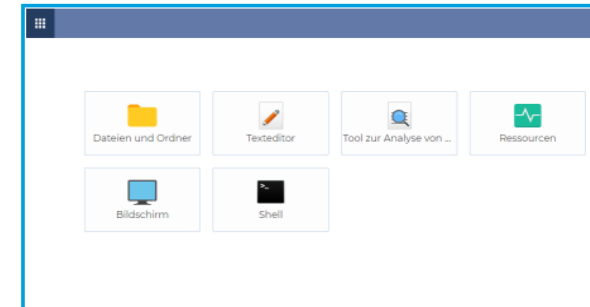 Dateien und Ordner
Texteditor
Tool zur Analyse von ...
Ressourcen
Bildschirm
Shell